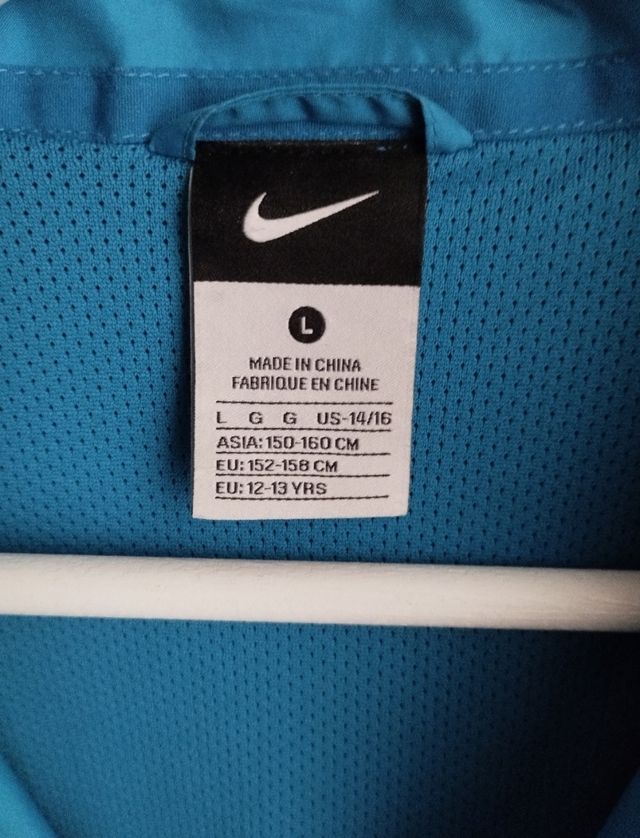 L
MADE IN CHINA
FABRIQUE EN CHINE
L G G US-14/16
ASIA: 150-160 CM
EU: 152-158 CM
EU: 12-13 YRS